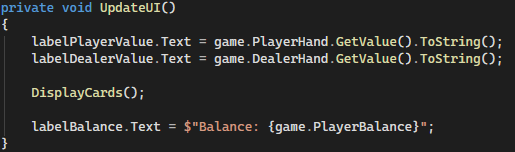 private void UpdateUI()
{
    labelPlayerValue.Text = game.PlayerHand.GetValue().ToString();
    labelDealerValue.Text = game.DealerHand.GetValue().ToString();

    DisplayCards();

    labelBalance.Text = $"Balance: {game.PlayerBalance}";
}